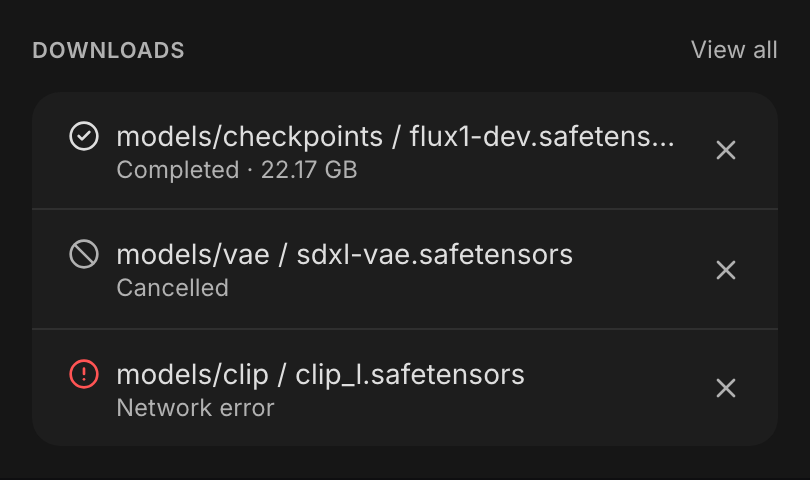 DOWNLOADS View all
models/checkpoints / flux1-dev.safetens...
Completed · 22.17 GB
models/vae / sdxl-vae.safetensors
Cancelled
models/clip / clip_l.safetensors
Network error